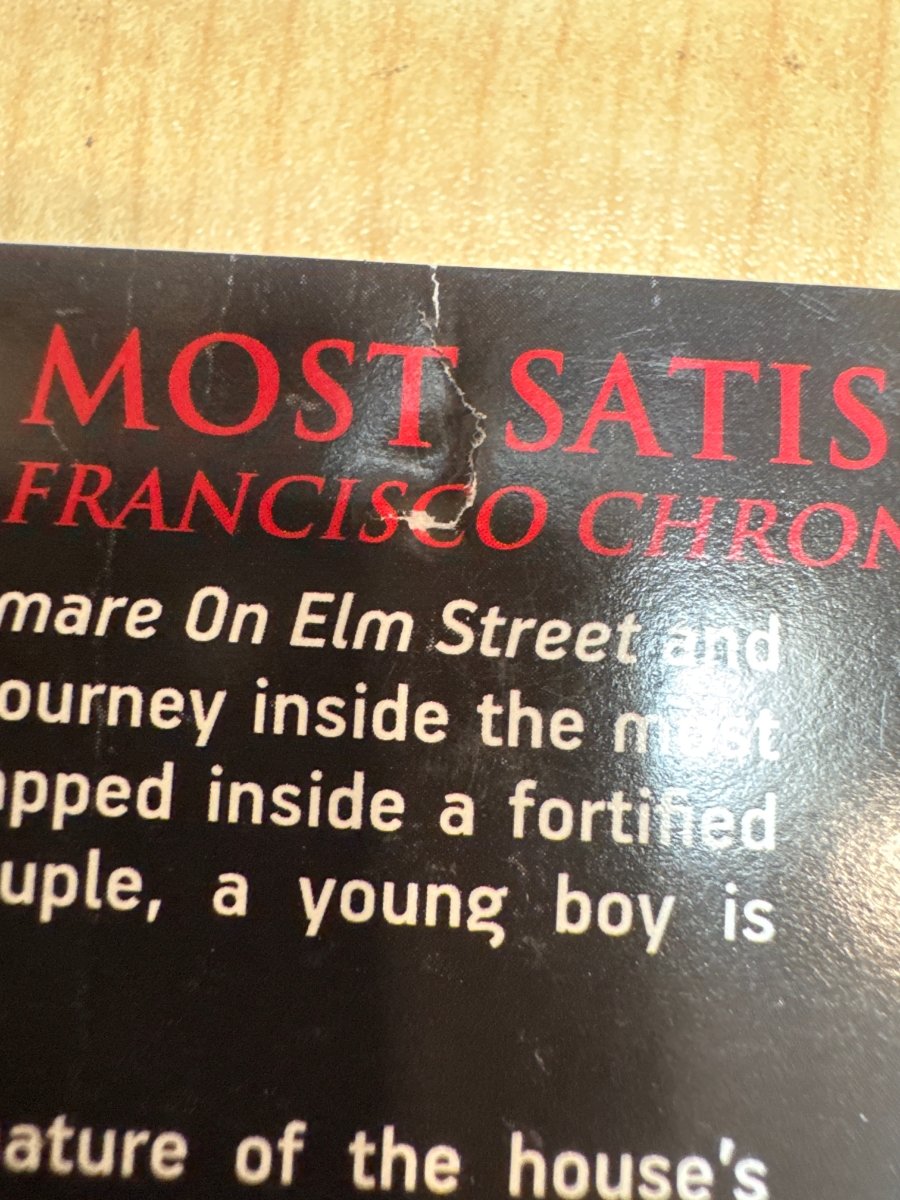 MOST SATIS
FRANCISCO CHRON
mare On Elm Street and
ourney inside the most
pped inside a fortified
uple, a young boy is
ature of the house's